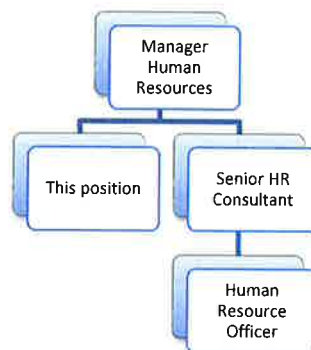 Manager
Human
Resources
This position
Senior HR
Consultant
Human
Resource
Officer